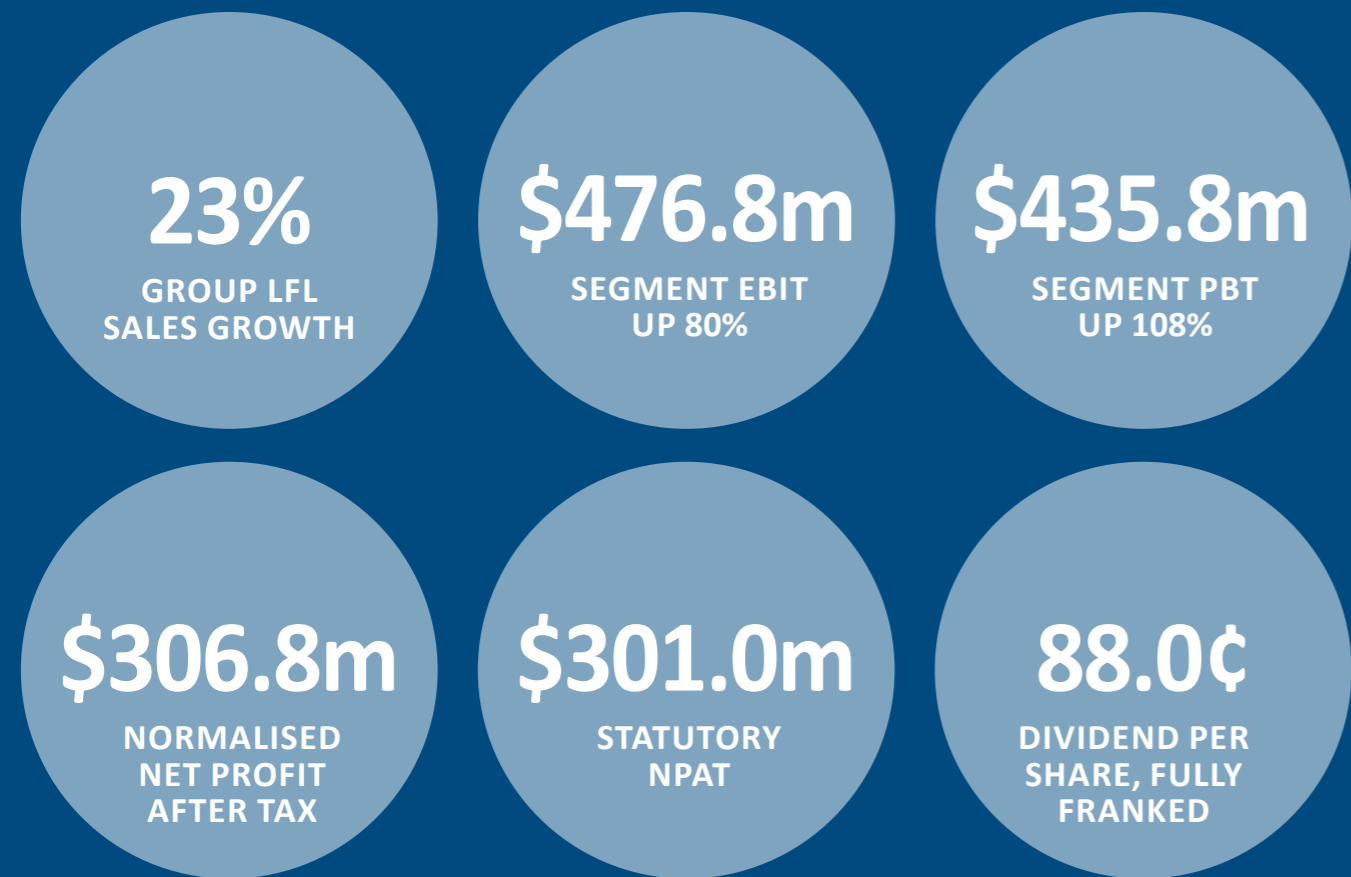 23%
GROUP LFL
SALES GROWTH
$476.8m
SEGMENT EBIT
UP 80%
$435.8m
SEGMENT PBT
UP 108%
$306.8m
NORMALISED
NET PROFIT
AFTER TAX
$301.0m
STATUTORY
NPAT
88.0¢
DIVIDEND PER
SHARE, FULLY
FRANKED